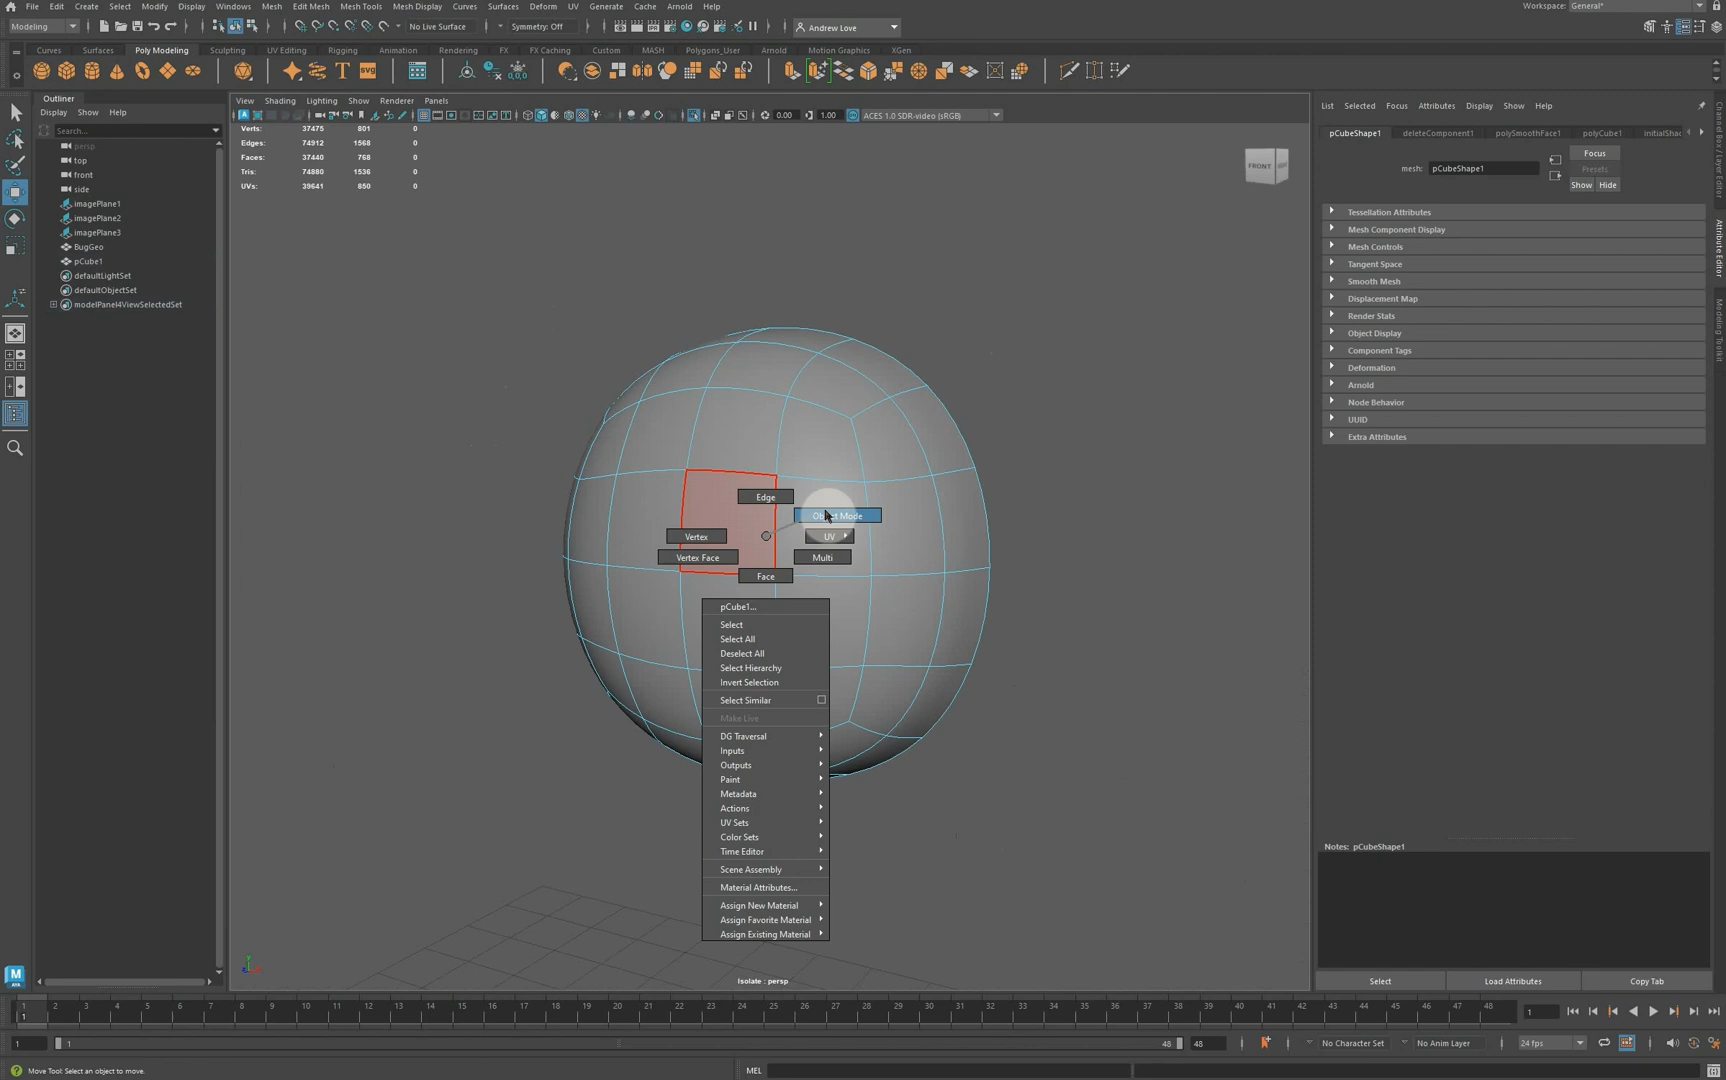 File Edit Create Select Modify Display Windows Mesh Edit Mesh Mesh Tools Mesh Display Curves Surfaces Deform UV Generate Cache Arnold Help
Workspace: General*
Modeling
No Live Surface
Symmetry: Off
Andrew Love
Curves Surfaces Poly Modeling Sculpting UV Editing Rigging Animation Rendering FX FX Caching Custom MASH Polygons_User Arnold Motion Graphics XGen
SVG
Outliner
Display Show Help
Search...
persp
top
front
side
imagePlane1
imagePlane2
imagePlane3
BugGeo
pCube1
defaultLightSet
defaultObjectSet
modelPanel4ViewSelectedSet
View Shading Lighting Show Renderer Panels
0.00
1.00
ACES 1.0 SDR-video (sRGB)
Verts: 37475 801 0
Edges: 74912 1568 0
Faces: 37440 768 0
Tris: 74880 1536 0
UVs: 39641 850 0
FRONT
Edge
Object Mode
Vertex
UV
Vertex Face
Multi
Face
pCube1...
Select
Select All
Deselect All
Select Hierarchy
Invert Selection
Select Similar
Make Live
DG Traversal
Inputs
Outputs
Paint
Metadata
Actions
UV Sets
Color Sets
Time Editor
Scene Assembly
Material Attributes...
Assign New Material
Assign Favorite Material
Assign Existing Material
Isolate : persp
List Selected Focus Attributes Display Show Help
pCubeShape1 deleteComponent1 polySmoothFace1 polyCube1 initialShac
mesh: pCubeShape1
Focus
Presets
Show Hide
Tessellation Attributes
Mesh Component Display
Mesh Controls
Tangent Space
Smooth Mesh
Displacement Map
Render Stats
Object Display
Component Tags
Deformation
Arnold
Node Behavior
UUID
Extra Attributes
Notes: pCubeShape1
Select
Load Attributes
Copy Tab
Channel Box / Layer Editor
Attribute Editor
Modeling Toolkit
M
1 2 3 4 5 6 7 8 9 10 11 12 13 14 15 16 17 18 19 20 21 22 23 24 25 26 27 28 29 30 31 32 33 34 35 36 37 38 39 40 41 42 43 44 45 46 47 48
1
1
1
1
48
48
No Character Set
No Anim Layer
24 fps
Move Tool: Select an object to move.
MEL